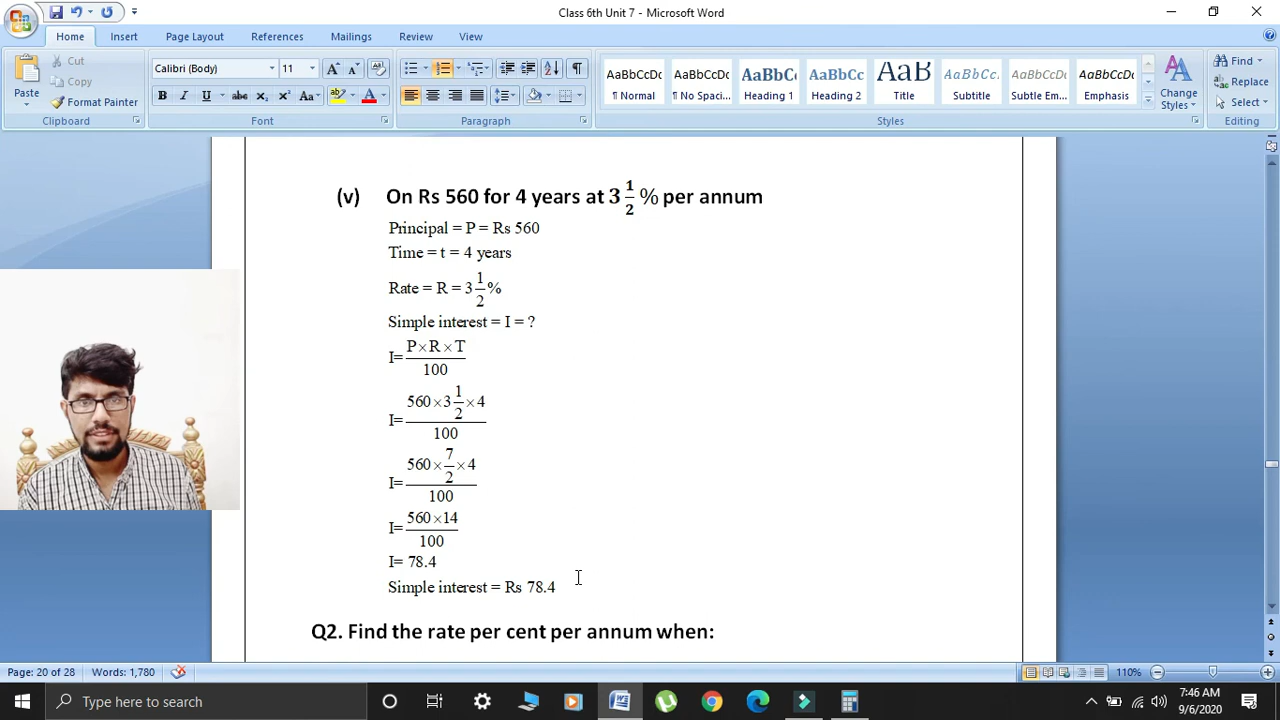 Class 6th Unit 7 - Microsoft Word
Home Insert Page Layout References Mailings Review View
Paste
Cut
Copy
Format Painter
Clipboard
Calibri (Body) 11
B I U abc X₂ X² Aa A
Font
Paragraph
AaBbCcDc AaBbCcDc AaBbCc AaBbCc AaB AaBbCc. AaBbCcDc AaBbCcDc
¶ Normal ¶ No Spaci... Heading 1 Heading 2 Title Subtitle Subtle Em... Emphasis
Change Styles
Styles
Find
Replace
Select
Editing
(v) On Rs 560 for 4 years at 3 1/2 % per annum
Principal = P = Rs 560
Time = t = 4 years
Rate = R = 3 1/2 %
Simple interest = I = ?
I= P×R×T / 100
I= 560×3 1/2 ×4 / 100
I= 560× 7/2 ×4 / 100
I= 560×14 / 100
I= 78.4
Simple interest = Rs 78.4
Q2. Find the rate per cent per annum when:
Page: 20 of 28 Words: 1,780 110%
Type here to search
7:46 AM
9/6/2020